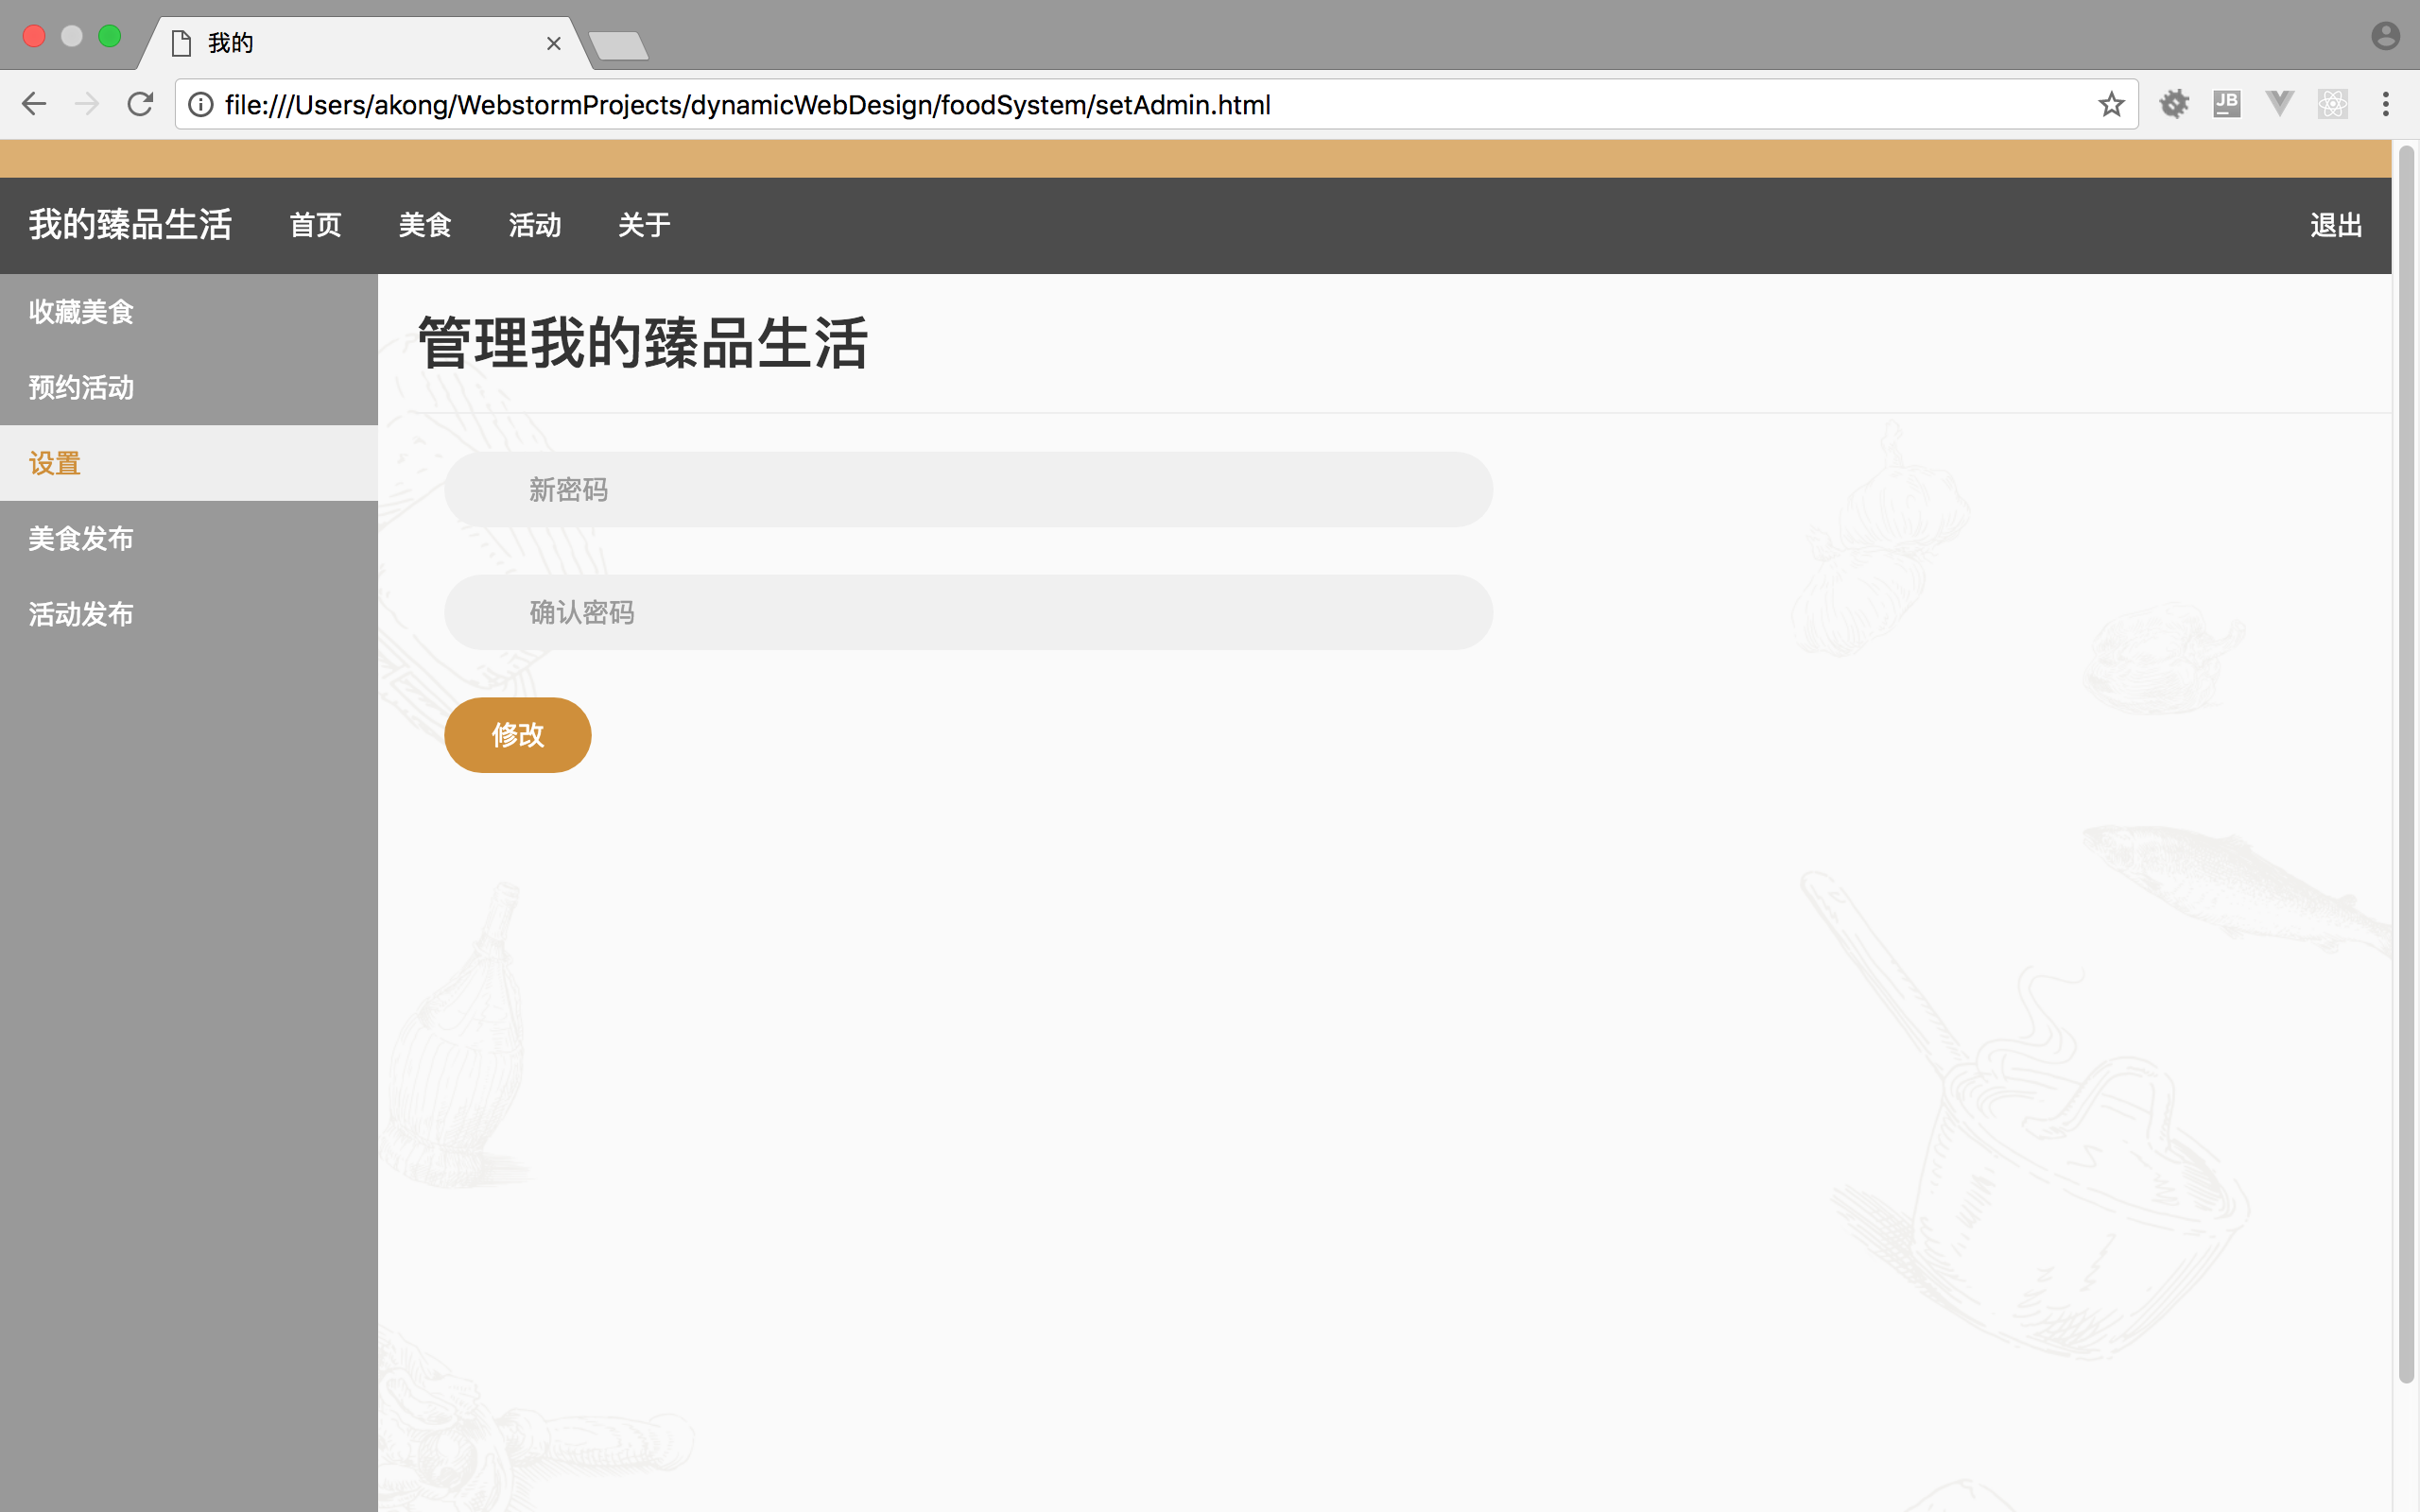 我的
file:///Users/akong/WebstormProjects/dynamicWebDesign/foodSystem/setAdmin.html
JB
我的臻品生活 首页 美食 活动 关于 退出
收藏美食
预约活动
设置
美食发布
活动发布
管理我的臻品生活
新密码
确认密码
修改